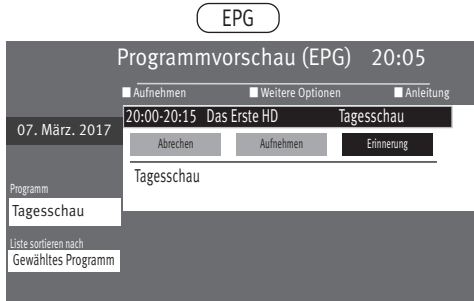 EPG
Programmvorschau (EPG) 20:05
Aufnehmen Weitere Optionen Anleitung
20:00-20:15 Das Erste HD Tagesschau
07. März. 2017
Abrechen Aufnehmen Erinnerung
Tagesschau
Programm
Tagesschau
Liste sortieren nach
Gewähltes Programm